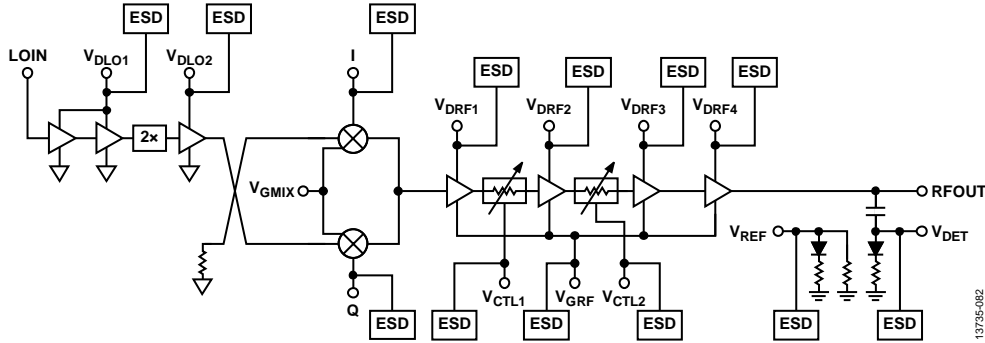 ESD
ESD
ESD
LOIN
VDLO1
VDLO2
I
ESD
ESD
ESD
ESD
VDRF1
VDRF2
VDRF3
VDRF4
2×
VGMIX
RFOUT
VREF
VDET
Q
VCTL1
VGRF
VCTL2
ESD
ESD
ESD
ESD
ESD
ESD
13735-082